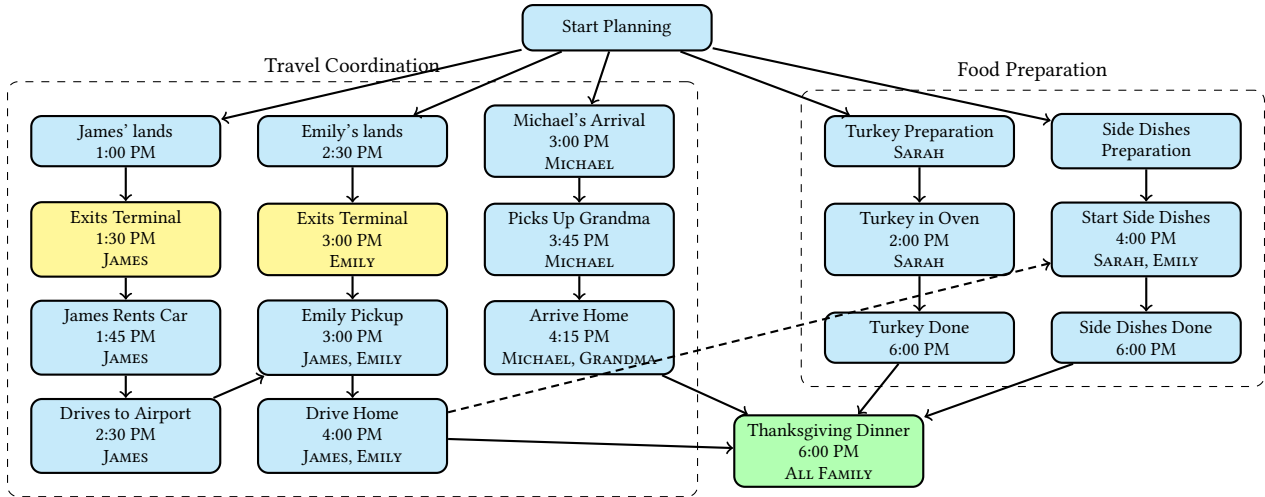 Start Planning
Travel Coordination
Food Preparation
James' lands
1:00 PM
Emily's lands
2:30 PM
Michael's Arrival
3:00 PM
Michael
Turkey Preparation
Sarah
Side Dishes
Preparation
Exits Terminal
1:30 PM
James
Exits Terminal
3:00 PM
Emily
Picks Up Grandma
3:45 PM
Michael
Turkey in Oven
2:00 PM
Sarah
Start Side Dishes
4:00 PM
Sarah, Emily
James Rents Car
1:45 PM
James
Emily Pickup
3:00 PM
James, Emily
Arrive Home
4:15 PM
Michael, Grandma
Turkey Done
6:00 PM
Side Dishes Done
6:00 PM
Drives to Airport
2:30 PM
James
Drive Home
4:00 PM
James, Emily
Thanksgiving Dinner
6:00 PM
All Family